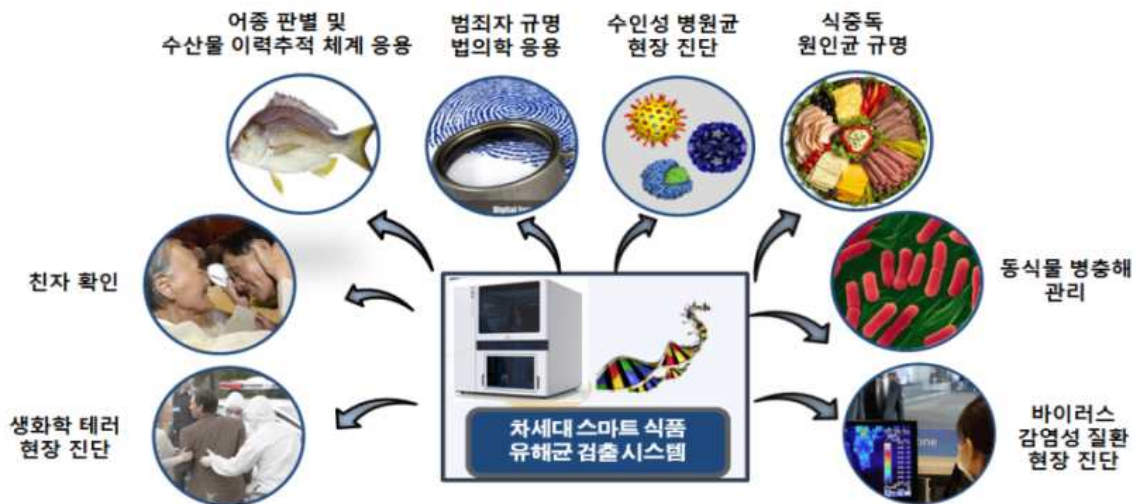 어종 판별 및
수산물 이력추적 체계 응용
범죄자 규명
법의학 응용
수인성 병원균
현장 진단
식중독
원인균 규명
친자 확인
동식물 병충해
관리
생화학 테러
현장 진단
차세대 스마트 식품
유해균 검출 시스템
바이러스
감염성 질환
현장 진단